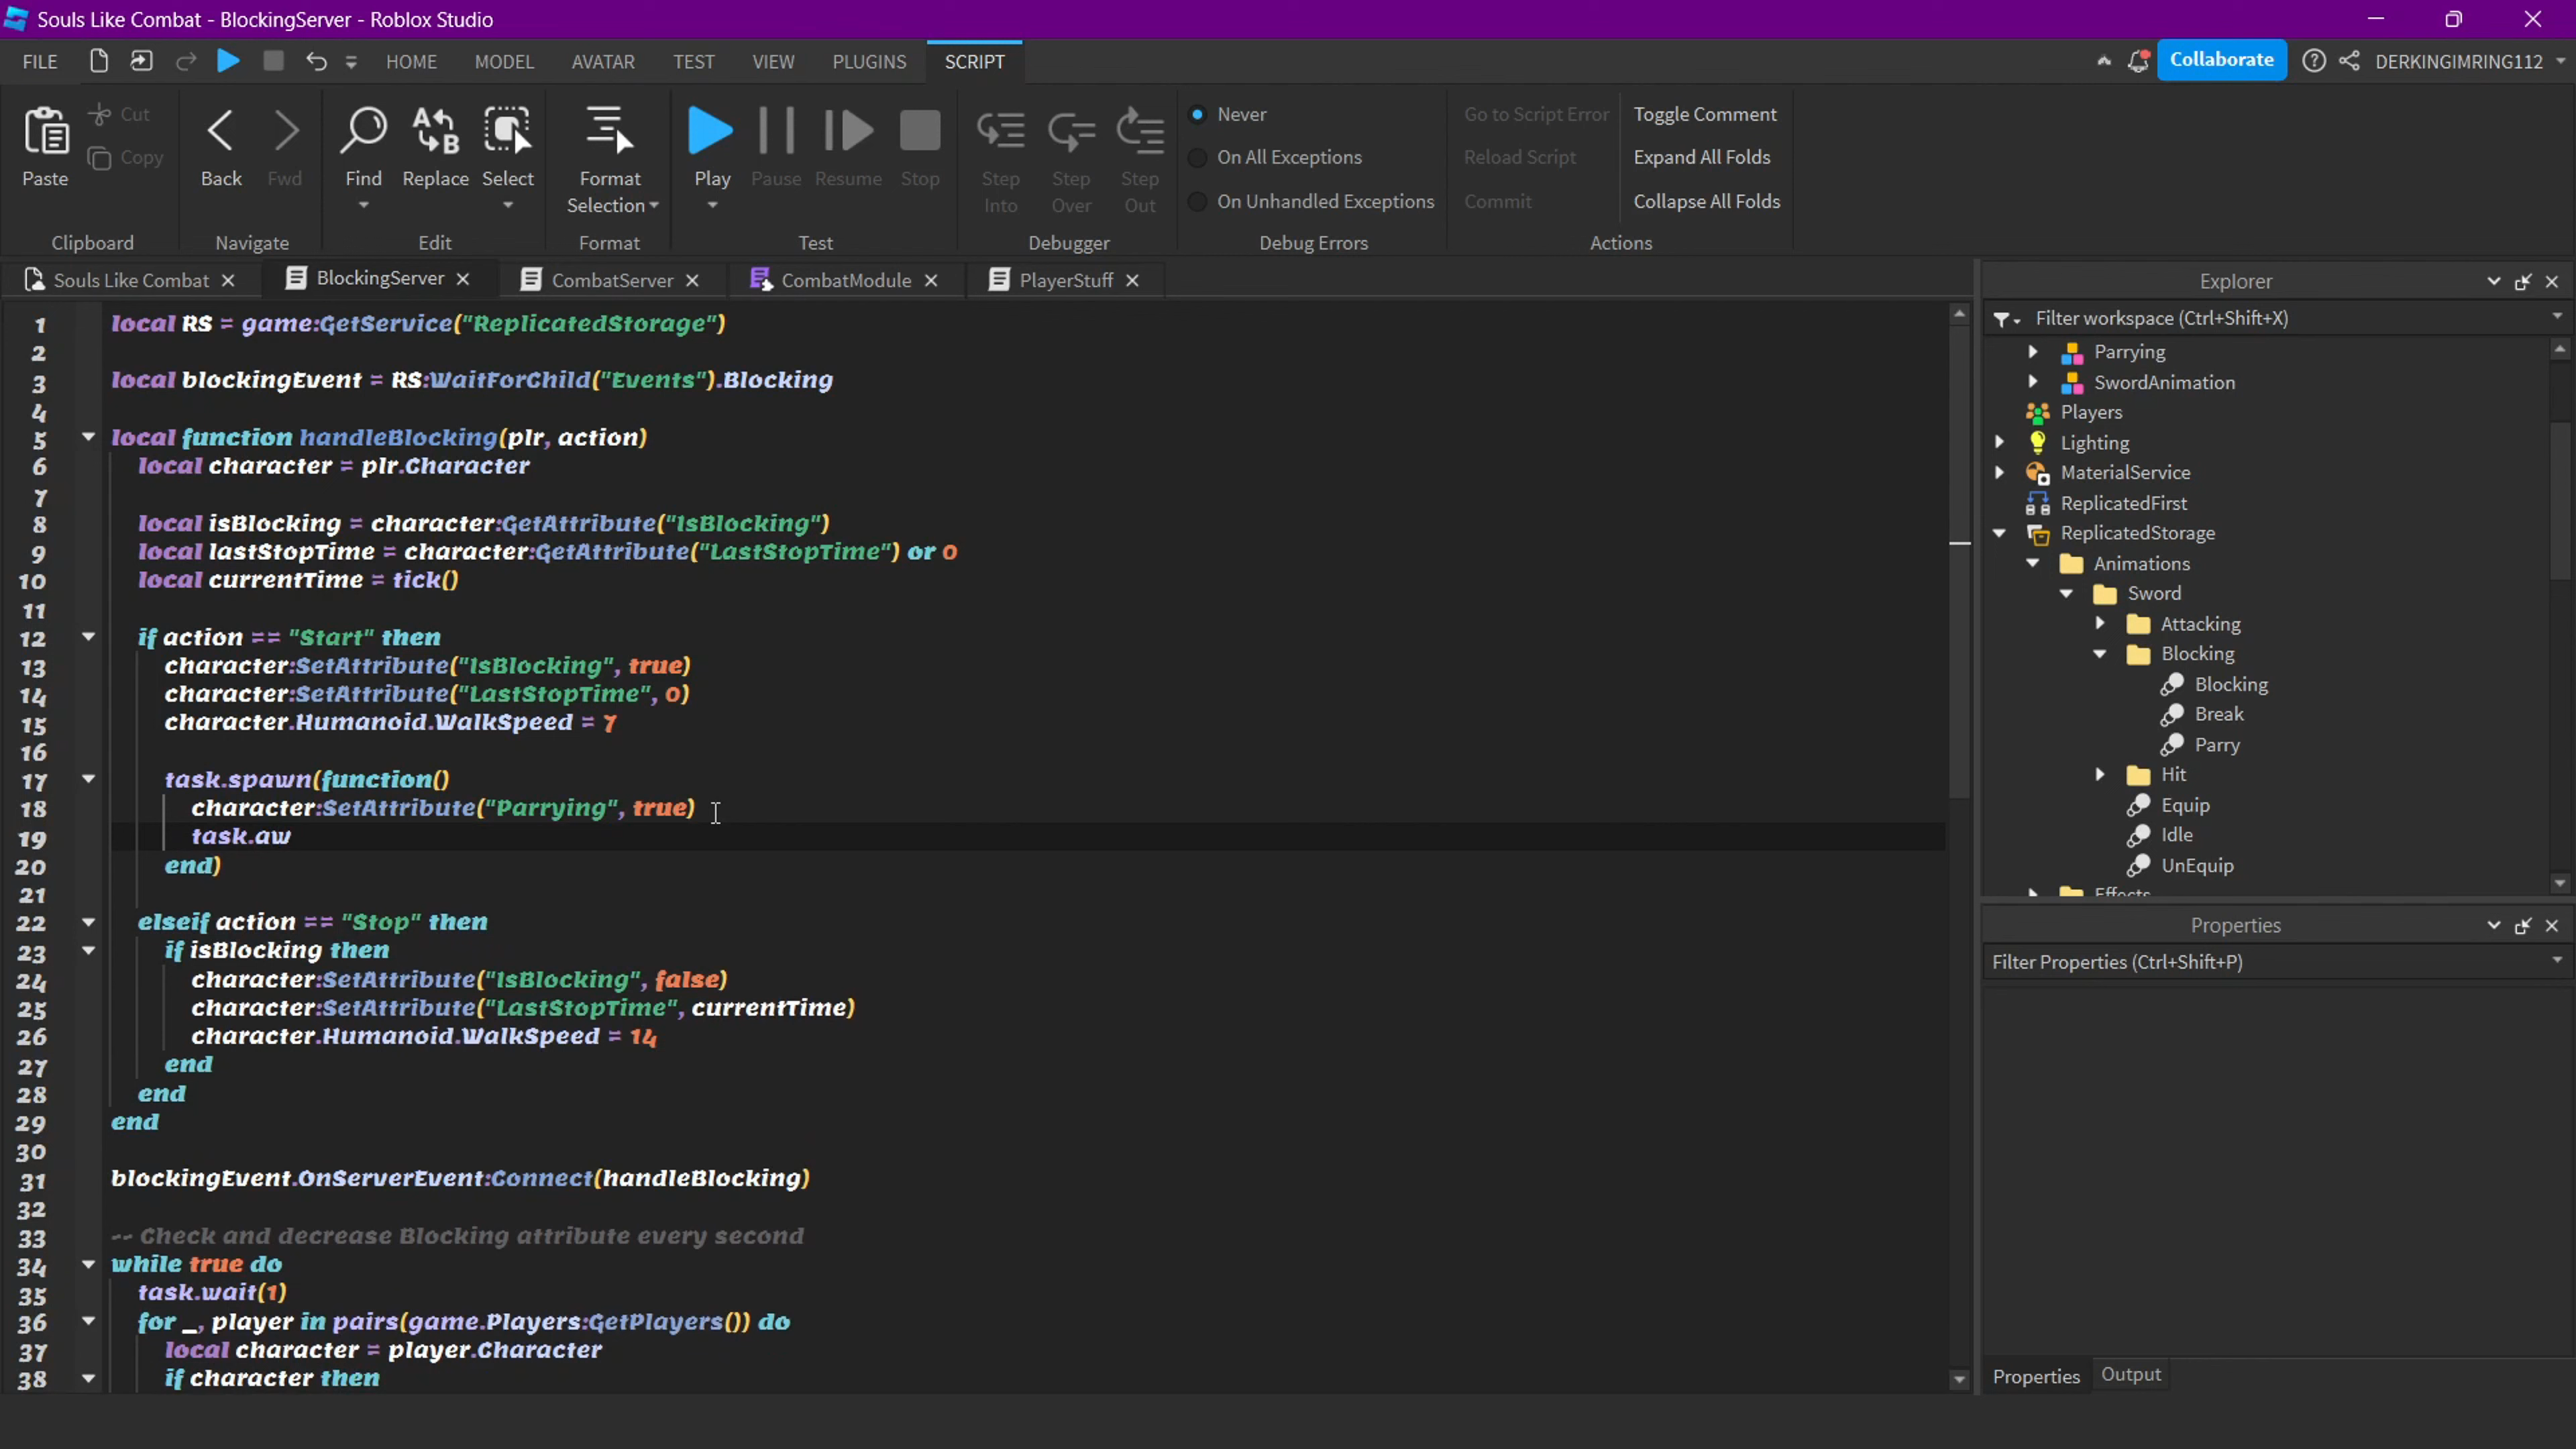 Souls Like Combat - BlockingServer - Roblox Studio
FILE HOME MODEL AVATAR TEST VIEW PLUGINS SCRIPT Collaborate DERKINGIMRING112
Paste Cut Copy Back Fwd Find Replace Select Format Selection Play Pause Resume Stop Step Into Step Over Step Out
Never
On All Exceptions
On Unhandled Exceptions
Go to Script Error
Reload Script
Commit
Toggle Comment
Expand All Folds
Collapse All Folds
Clipboard Navigate Edit Format Test Debugger Debug Errors Actions
Souls Like Combat BlockingServer CombatServer CombatModule PlayerStuff
1 local RS = game:GetService("ReplicatedStorage")
2
3 local blockingEvent = RS:WaitForChild("Events").Blocking
4
5 local function handleBlocking(plr, action)
6 local character = plr.Character
7
8 local isBlocking = character:GetAttribute("IsBlocking")
9 local lastStopTime = character:GetAttribute("LastStopTime") or 0
10 local currentTime = tick()
11
12 if action == "Start" then
13 character:SetAttribute("IsBlocking", true)
14 character:SetAttribute("LastStopTime", 0)
15 character.Humanoid.WalkSpeed = 7
16
17 task.spawn(function()
18 character:SetAttribute("Parrying", true)
19 task.aw
20 end)
21
22 elseif action == "Stop" then
23 if isBlocking then
24 character:SetAttribute("IsBlocking", false)
25 character:SetAttribute("LastStopTime", currentTime)
26 character.Humanoid.WalkSpeed = 14
27 end
28 end
29 end
30
31 blockingEvent.OnServerEvent:Connect(handleBlocking)
32
33 -- Check and decrease Blocking attribute every second
34 while true do
35 task.wait(1)
36 for _, player in pairs(game.Players:GetPlayers()) do
37 local character = player.Character
38 if character then
Explorer
Filter workspace (Ctrl+Shift+X)
Parrying
SwordAnimation
Players
Lighting
MaterialService
ReplicatedFirst
ReplicatedStorage
Animations
Sword
Attacking
Blocking
Blocking
Break
Parry
Hit
Equip
Idle
UnEquip
Effects
Properties
Filter Properties (Ctrl+Shift+P)
Properties Output